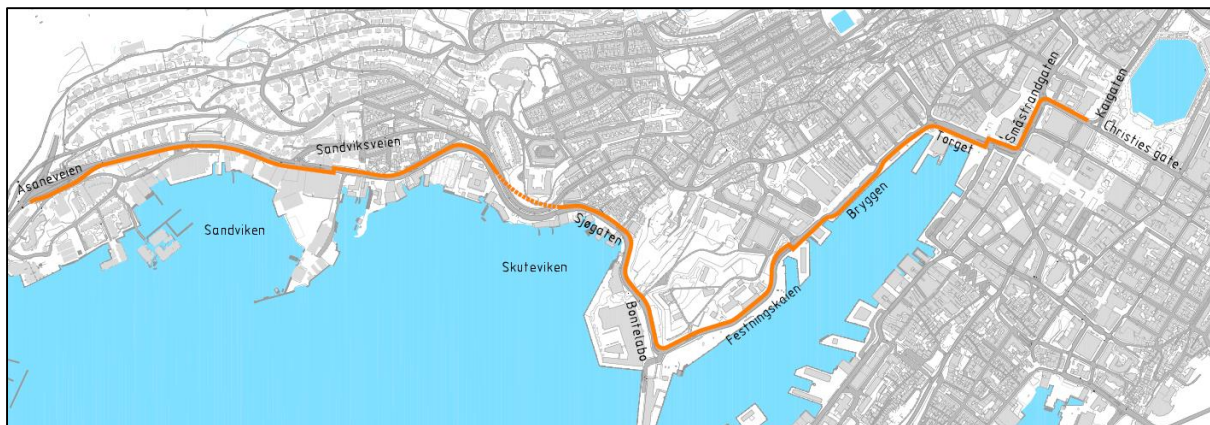 Åsaneveien
Sandviksveien
Sandviken
Skuteviken
Sjøgaten
Bontelabo
Festningskaien
Bryggen
Torget
Småstrandgaten
Kaigaten
Christies gate.